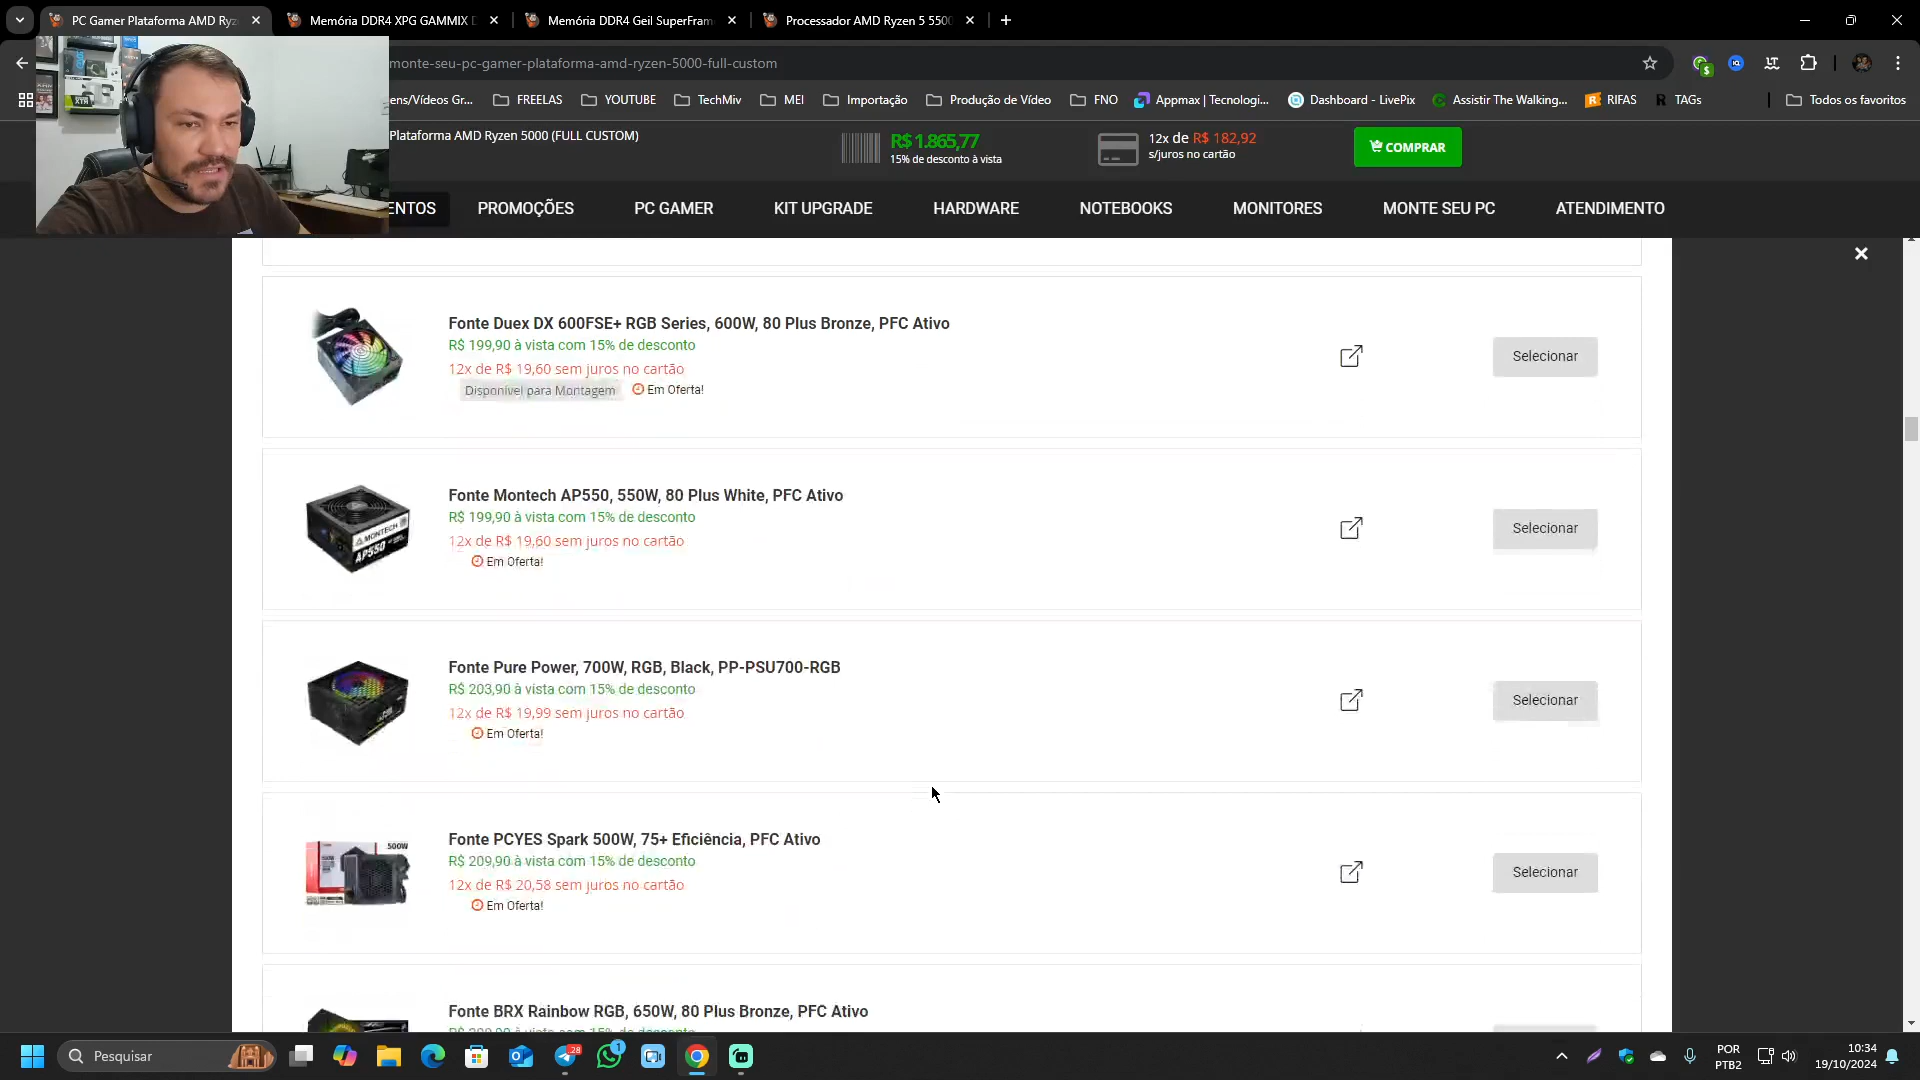 PC Gamer Plataforma AMD Ryz
Memória DDR4 XPG GAMMIX D
Memória DDR4 Geil SuperFram
Processador AMD Ryzen 5 5500
monte-seu-pc-gamer-plataforma-amd-ryzen-5000-full-custom
ens/Vídeos Gr...
FREELAS
YOUTUBE
TechMiv
MEI
Importação
Produção de Vídeo
FNO
Appmax | Tecnologi...
Dashboard - LivePix
Assistir The Walking...
RIFAS
TAGs
Todos os favoritos
Plataforma AMD Ryzen 5000 (FULL CUSTOM)
R$ 1.865,77
15% de desconto à vista
12x de R$ 182,92
s/juros no cartão
COMPRAR
ENTOS
PROMOÇÕES
PC GAMER
KIT UPGRADE
HARDWARE
NOTEBOOKS
MONITORES
MONTE SEU PC
ATENDIMENTO
Fonte Duex DX 600FSE+ RGB Series, 600W, 80 Plus Bronze, PFC Ativo
R$ 199,90 à vista com 15% de desconto
12x de R$ 19,60 sem juros no cartão
Disponível para Montagem
Em Oferta!
Selecionar
Fonte Montech AP550, 550W, 80 Plus White, PFC Ativo
R$ 199,90 à vista com 15% de desconto
12x de R$ 19,60 sem juros no cartão
Em Oferta!
Selecionar
MONTECH
AP550
Fonte Pure Power, 700W, RGB, Black, PP-PSU700-RGB
R$ 203,90 à vista com 15% de desconto
12x de R$ 19,99 sem juros no cartão
Em Oferta!
Selecionar
Fonte PCYES Spark 500W, 75+ Eficiência, PFC Ativo
R$ 209,90 à vista com 15% de desconto
12x de R$ 20,58 sem juros no cartão
Em Oferta!
Selecionar
500W
Fonte BRX Rainbow RGB, 650W, 80 Plus Bronze, PFC Ativo
Pesquisar
28
1
POR
PTB2
10:34
19/10/2024